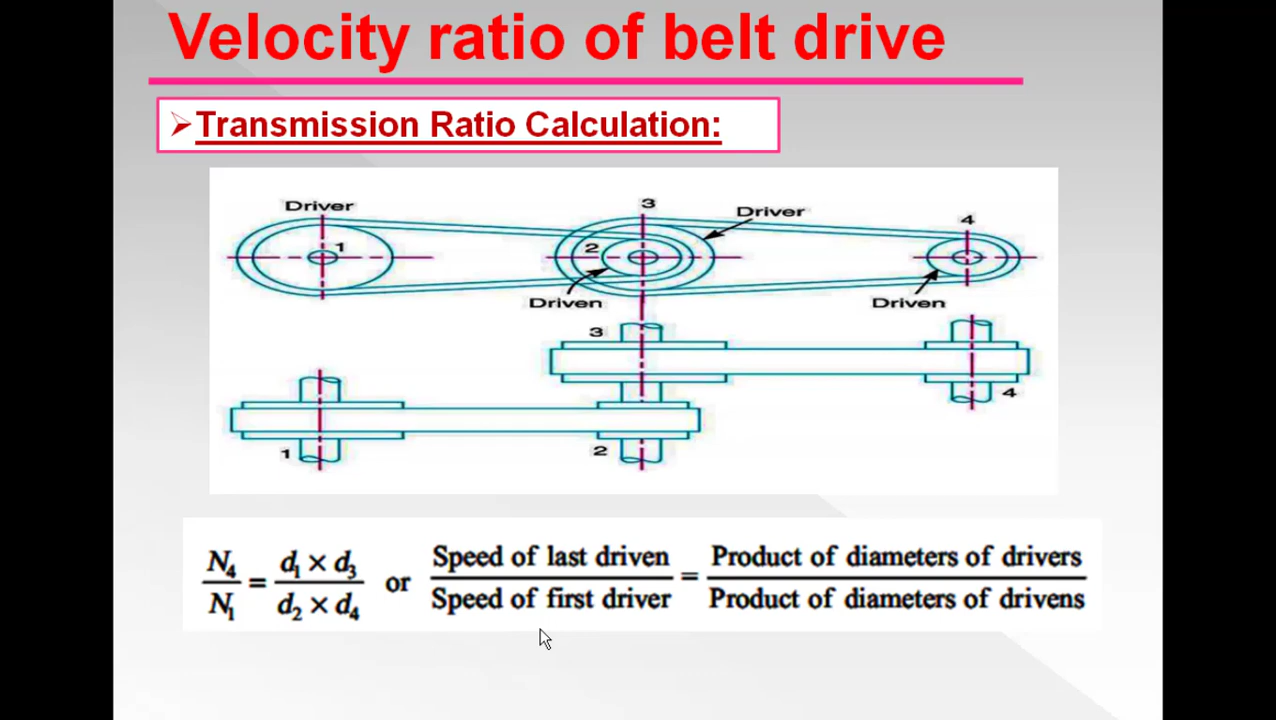 Velocity ratio of belt drive
➢Transmission Ratio Calculation:
Driver
3
Driver
4
1
2
Driven
Driven
3
4
1
2
N₄/N₁ = d₁ × d₃/d₂ × d₄ or Speed of last driven/Speed of first driver = Product of diameters of drivers/Product of diameters of drivens